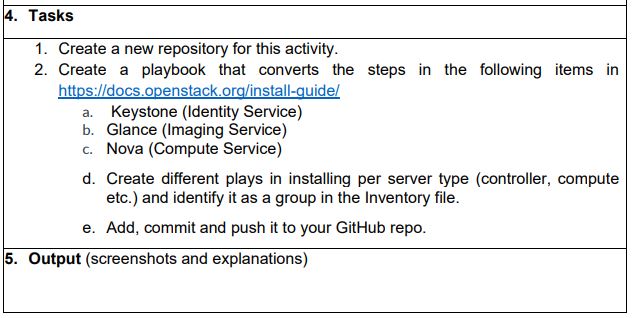 4. Tasks
1. Create a new repository for this activity.
2. Create a playbook that converts the steps in the following items in
https://docs.openstack.org/install-guide/
a. Keystone (Identity Service)
b. Glance (Imaging Service)
c. Nova (Compute Service)
d. Create different plays in installing per server type (controller, compute
etc.) and identify it as a group in the Inventory file.
e. Add, commit and push it to your GitHub repo.
5. Output (screenshots and explanations)